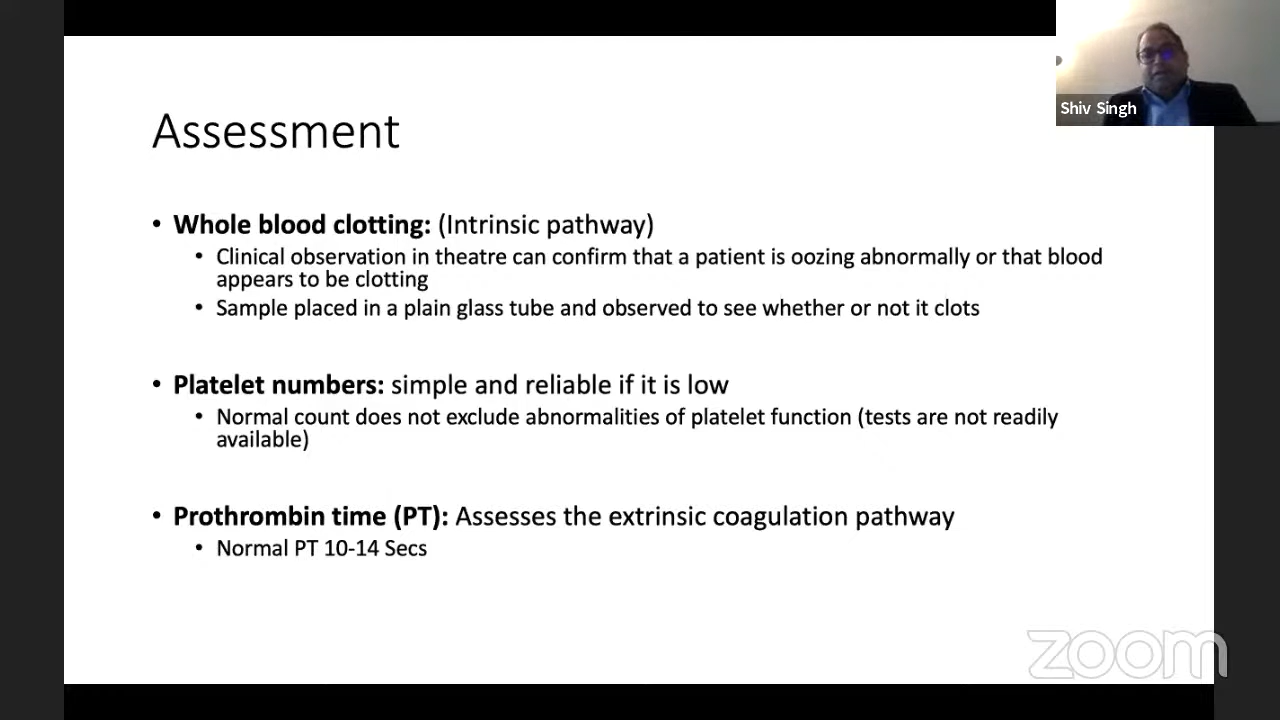 Shiv Singh
Assessment
• Whole blood clotting: (Intrinsic pathway)
• Clinical observation in theatre can confirm that a patient is oozing abnormally or that blood
appears to be clotting
• Sample placed in a plain glass tube and observed to see whether or not it clots
• Platelet numbers: simple and reliable if it is low
• Normal count does not exclude abnormalities of platelet function (tests are not readily
available)
• Prothrombin time (PT): Assesses the extrinsic coagulation pathway
• Normal PT 10-14 Secs
zoom